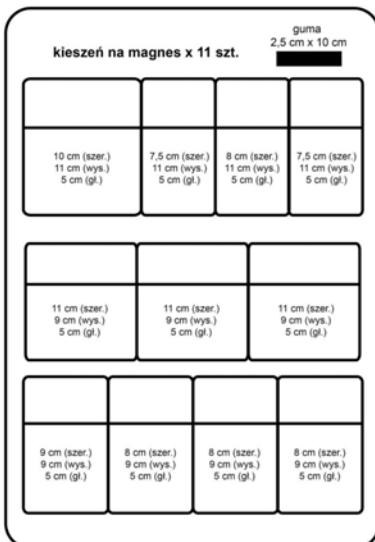 guma
2,5 cm x 10 cm
kieszeń na magnes x 11 szt.
10 cm (szer.)
11 cm (wys.)
5 cm (gł.)
7,5 cm (szer.)
11 cm (wys.)
5 cm (gł.)
8 cm (szer.)
11 cm (wys.)
5 cm (gł.)
7,5 cm (szer.)
11 cm (wys.)
5 cm (gł.)
11 cm (szer.)
9 cm (wys.)
5 cm (gł.)
11 cm (szer.)
9 cm (wys.)
5 cm (gł.)
11 cm (szer.)
9 cm (wys.)
5 cm (gł.)
9 cm (szer.)
9 cm (wys.)
5 cm (gł.)
8 cm (szer.)
9 cm (wys.)
5 cm (gł.)
8 cm (szer.)
9 cm (wys.)
5 cm (gł.)
8 cm (szer.)
9 cm (wys.)
5 cm (gł.)